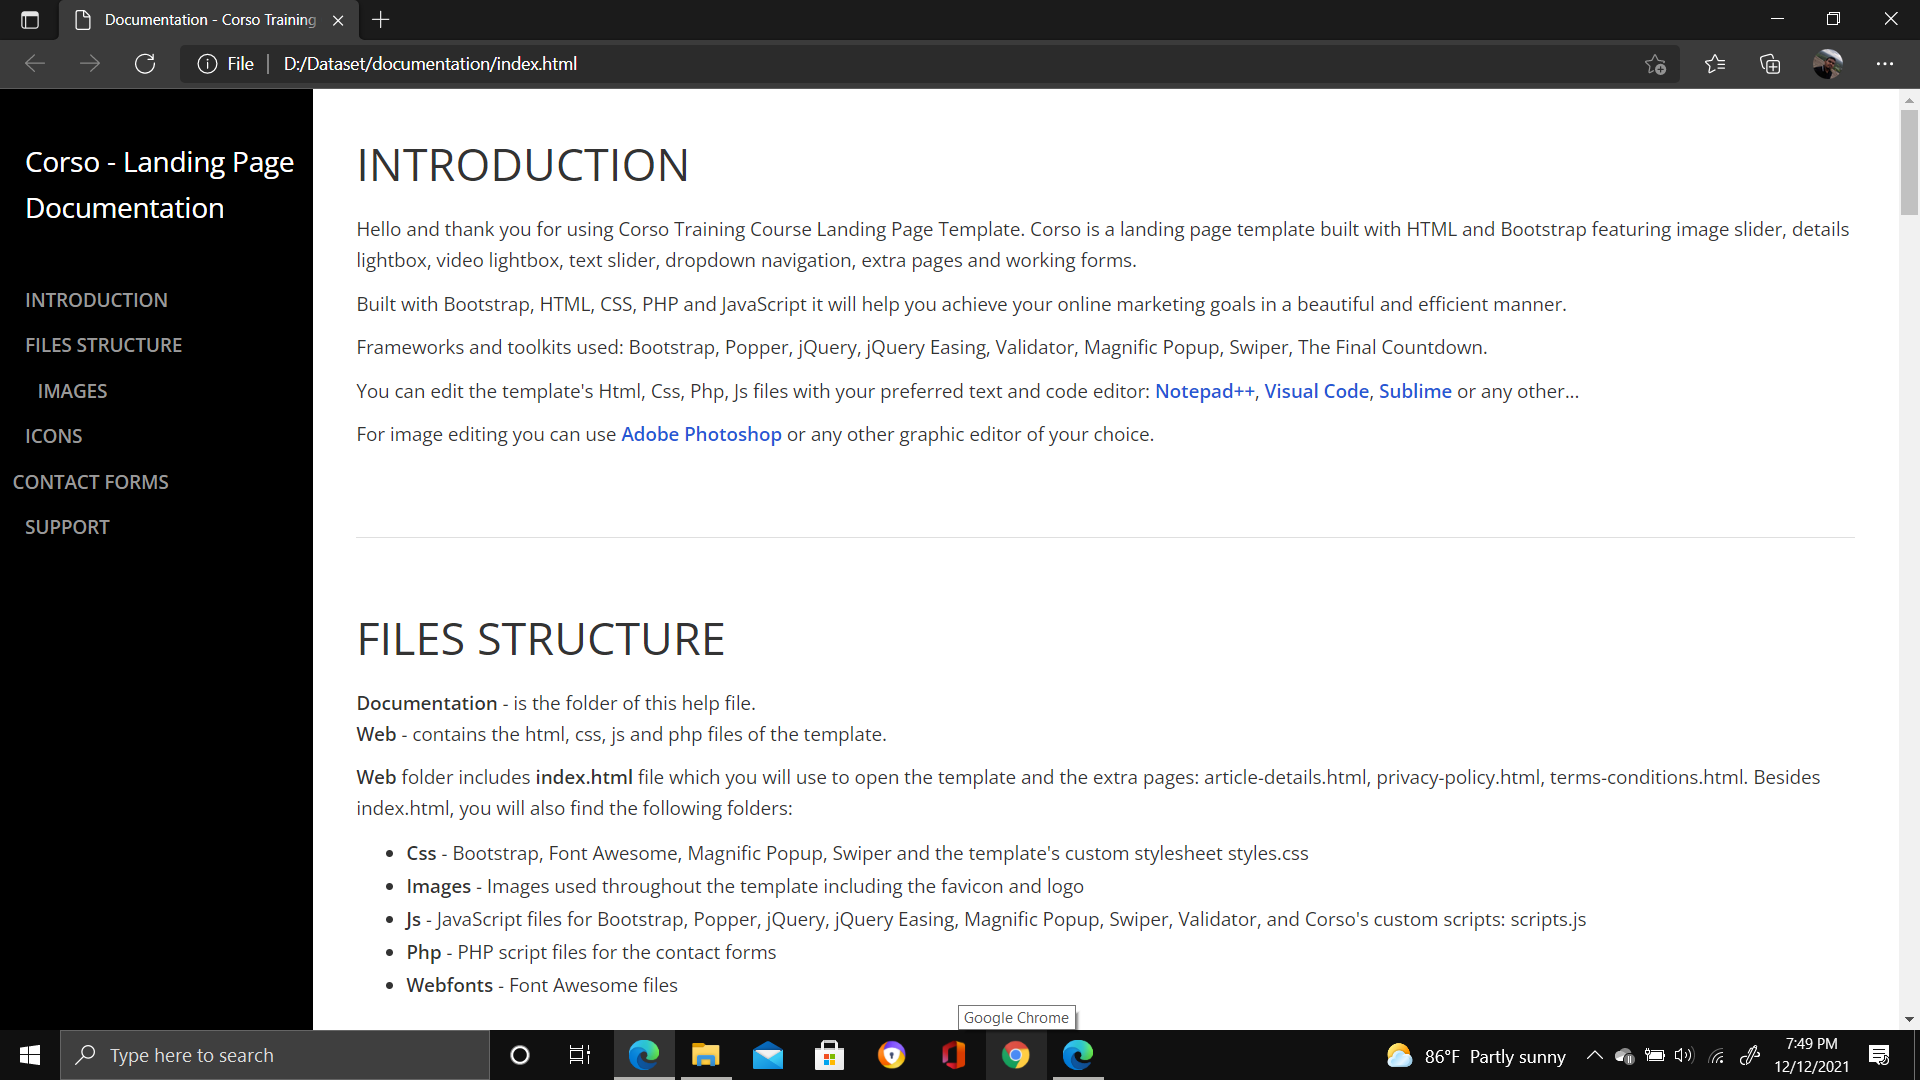 Documentation - Corso Training
File
D:/Dataset/documentation/index.html
Corso - Landing Page
Documentation
INTRODUCTION
FILES STRUCTURE
IMAGES
ICONS
CONTACT FORMS
SUPPORT
INTRODUCTION
Hello and thank you for using Corso Training Course Landing Page Template. Corso is a landing page template built with HTML and Bootstrap featuring image slider, details
lightbox, video lightbox, text slider, dropdown navigation, extra pages and working forms.
Built with Bootstrap, HTML, CSS, PHP and JavaScript it will help you achieve your online marketing goals in a beautiful and efficient manner.
Frameworks and toolkits used: Bootstrap, Popper, jQuery, jQuery Easing, Validator, Magnific Popup, Swiper, The Final Countdown.
You can edit the template's Html, Css, Php, Js files with your preferred text and code editor: Notepad++, Visual Code, Sublime or any other...
For image editing you can use Adobe Photoshop or any other graphic editor of your choice.
FILES STRUCTURE
Documentation - is the folder of this help file.
Web - contains the html, css, js and php files of the template.
Web folder includes index.html file which you will use to open the template and the extra pages: article-details.html, privacy-policy.html, terms-conditions.html. Besides
index.html, you will also find the following folders:
• Css - Bootstrap, Font Awesome, Magnific Popup, Swiper and the template's custom stylesheet styles.css
• Images - Images used throughout the template including the favicon and logo
• Js - JavaScript files for Bootstrap, Popper, jQuery, jQuery Easing, Magnific Popup, Swiper, Validator, and Corso's custom scripts: scripts.js
• Php - PHP script files for the contact forms
• Webfonts - Font Awesome files
Google Chrome
Type here to search
86°F Partly sunny
7:49 PM
12/12/2021